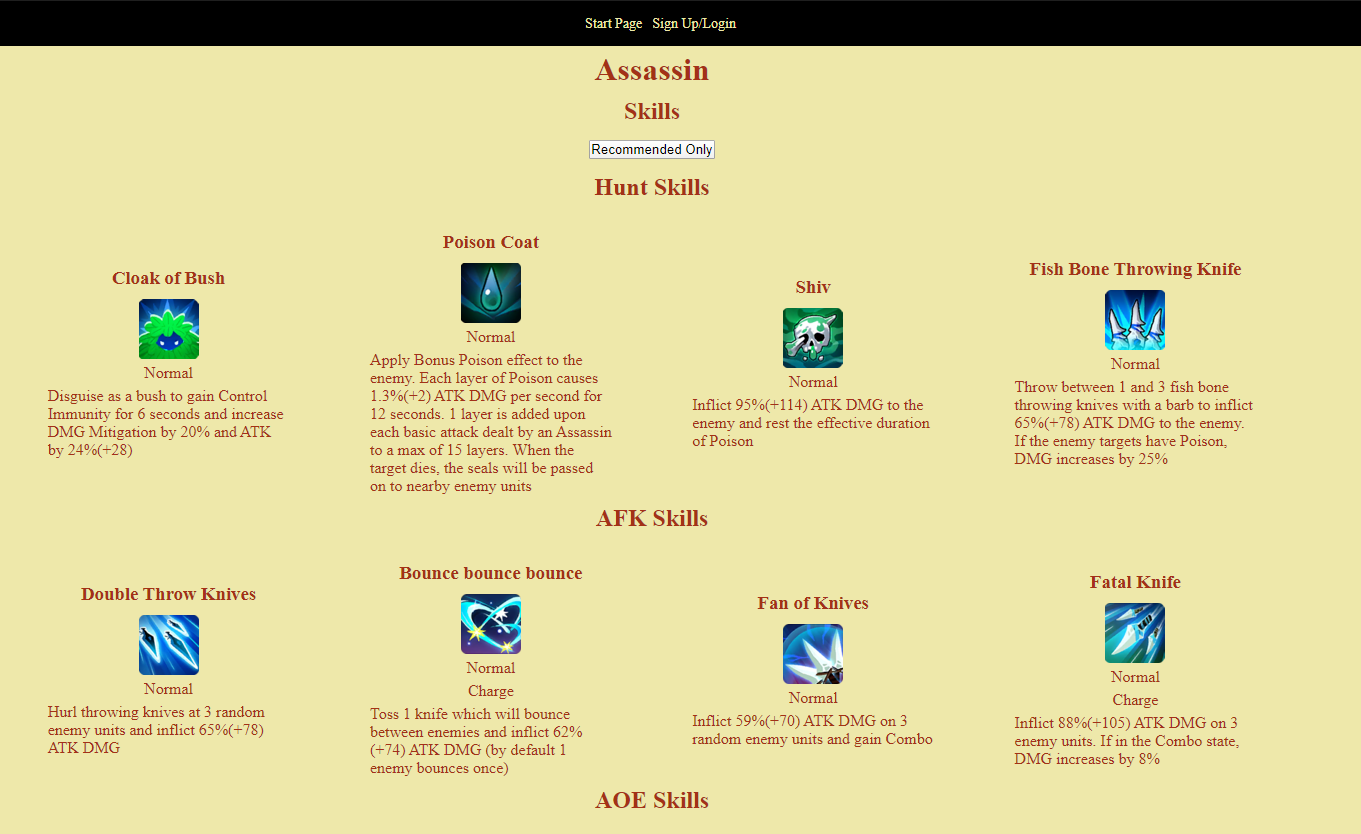 Start Page Sign Up/Login
Assassin
Skills
Recommended Only
Hunt Skills
Cloak of Bush
Normal
Disguise as a bush to gain Control
Immunity for 6 seconds and increase
DMG Mitigation by 20% and ATK
by 24%(+28)
Poison Coat
Normal
Apply Bonus Poison effect to the
enemy. Each layer of Poison causes
1.3%(+2) ATK DMG per second for
12 seconds. 1 layer is added upon
each basic attack dealt by an Assassin
to a max of 15 layers. When the
target dies, the seals will be passed
on to nearby enemy units
Shiv
Normal
Inflict 95%(+114) ATK DMG to the
enemy and rest the effective duration
of Poison
Fish Bone Throwing Knife
Normal
Throw between 1 and 3 fish bone
throwing knives with a barb to inflict
65%(+78) ATK DMG to the enemy.
If the enemy targets have Poison,
DMG increases by 25%
AFK Skills
Double Throw Knives
Normal
Hurl throwing knives at 3 random
enemy units and inflict 65%(+78)
ATK DMG
Bounce bounce bounce
Normal
Charge
Toss 1 knife which will bounce
between enemies and inflict 62%
(+74) ATK DMG (by default 1
enemy bounces once)
Fan of Knives
Normal
Inflict 59%(+70) ATK DMG on 3
random enemy units and gain Combo
Fatal Knife
Normal
Charge
Inflict 88%(+105) ATK DMG on 3
enemy units. If in the Combo state,
DMG increases by 8%
AOE Skills